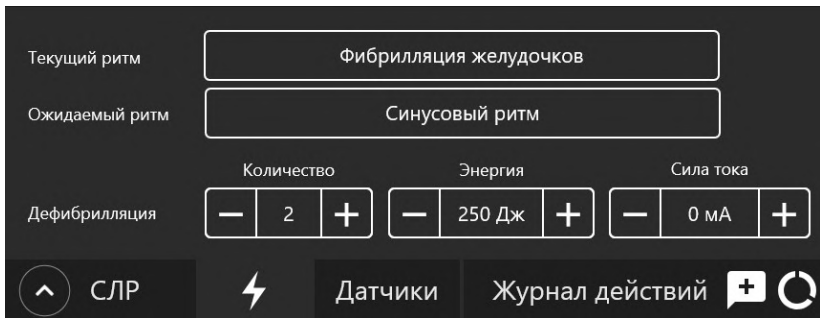 Текущий ритм
Фибрилляция желудочков
Ожидаемый ритм
Синусовый ритм
Количество Энергия Сила тока
Дефибрилляция − 2 + − 250 Дж + − 0 мА +
СЛР Датчики Журнал действий